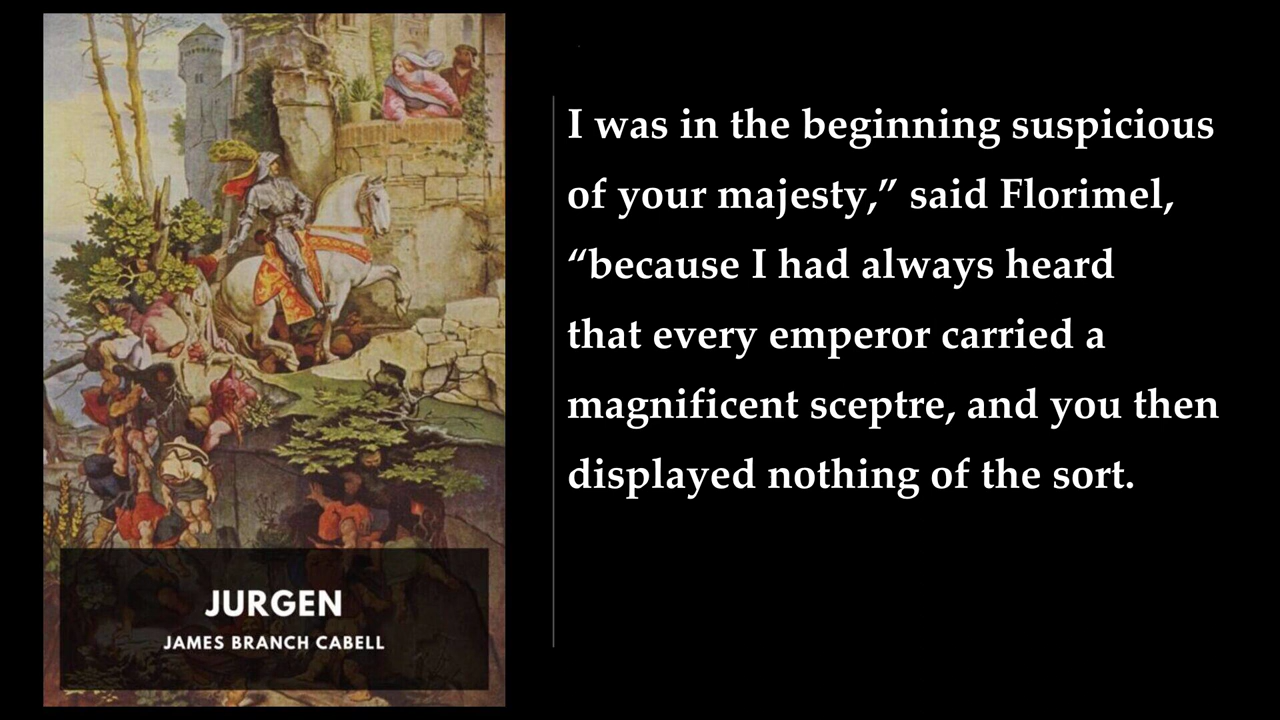 JURGEN
JAMES BRANCH CABELL
I was in the beginning suspicious
of your majesty,” said Florimel,
“because I had always heard
that every emperor carried a
magnificent sceptre, and you then
displayed nothing of the sort.